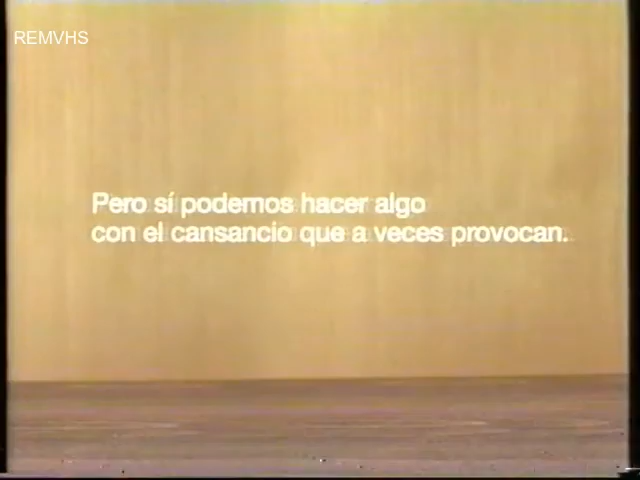 REMVHS
Pero sí podemos hacer algo
con el cansancio que a veces provocan.